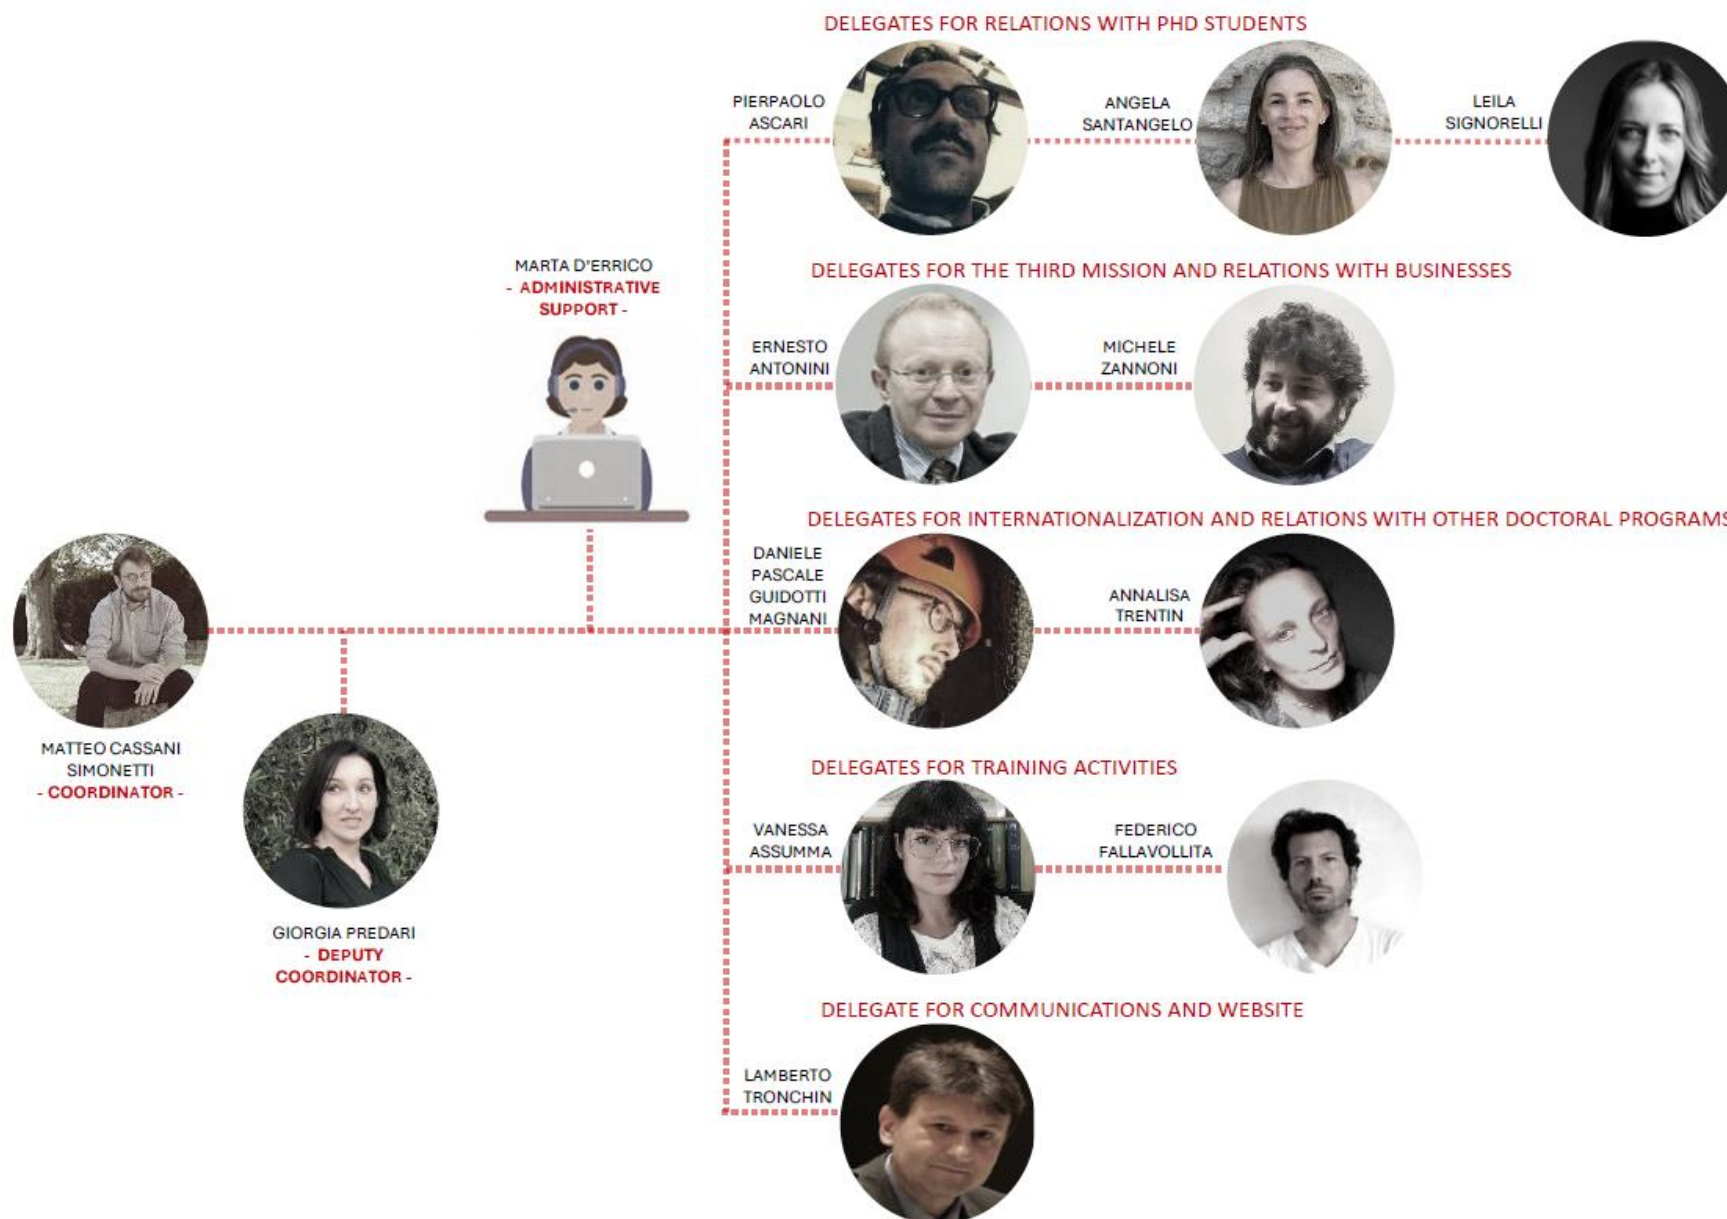 DELEGATES FOR RELATIONS WITH PHD STUDENTS
PIERPAOLO
ASCARI
ANGELA
SANTANGELO
LEILA
SIGNORELLI
MARTA D'ERRICO
- ADMINISTRATIVE
SUPPORT -
DELEGATES FOR THE THIRD MISSION AND RELATIONS WITH BUSINESSES
ERNESTO
ANTONINI
MICHELE
ZANNONI
DELEGATES FOR INTERNATIONALIZATION AND RELATIONS WITH OTHER DOCTORAL PROGRAMS
DANIELE
PASCALE
GUIDOTTI
MAGNANI
ANNALISA
TRENTIN
MATTEO CASSANI
SIMONETTI
- COORDINATOR -
GIORGIA PREDARI
- DEPUTY
COORDINATOR -
DELEGATES FOR TRAINING ACTIVITIES
VANESSA
ASSUMMA
FEDERICO
FALLAVOLLITA
DELEGATE FOR COMMUNICATIONS AND WEBSITE
LAMBERTO
TRONCHIN